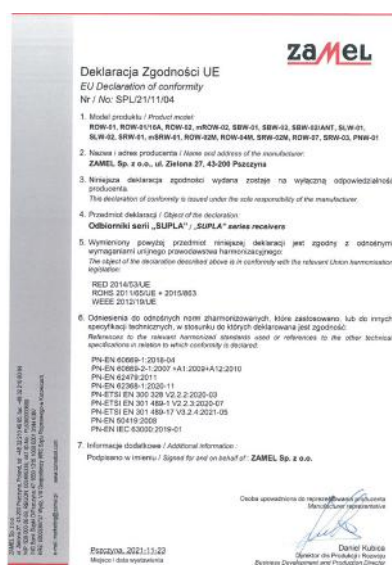 ZAMEL
Deklaracja Zgodności UE
EU Declaration of conformity
Nr / No: SPL/21/11/04
1. Model produktu / Product model:
ROW-01, ROW-01/16A, ROW-02, mROW-02, SBW-01, SBW-02, SBW-02/ANT, SLW-01,
SLW-02, SRW-01, mSRW-01, ROW-02M, ROW-04M, SRW-02M, ROW-07, SRW-03, PNW-01
2. Nazwa i adres producenta / Name and address of the manufacturer:
ZAMEL Sp. z o.o., ul. Zielona 27, 43-200 Pszczyna
3. Niniejsza deklaracja zgodności wydana zostaje na wyłączną odpowiedzialność
producenta.
This declaration of conformity is issued under the sole responsibility of the manufacturer.
4. Przedmiot deklaracji / Object of the declaration:
Odbiorniki serii „SUPLA” / „SUPLA” series receivers
5. Wymieniony powyżej przedmiot niniejszej deklaracji jest zgodny z odnośnymi
wymaganiami unijnego prawodawstwa harmonizacyjnego:
The object of the declaration described above is in conformity with the relevant Union harmonisation
legislation:
RED 2014/53/UE
ROHS 2011/65/UE + 2015/863
WEEE 2012/19/UE
6. Odniesienia do odnośnych norm zharmonizowanych, które zastosowano, lub do innych
specyfikacji technicznych, w stosunku do których deklarowana jest zgodność:
References to the relevant harmonized standards used or references to the other technical
specifications in relation to which conformity is declared:
PN-EN 60669-1:2018-04
PN-EN 60669-2-1:2007 +A1:2009+A12:2010
PN-EN 62479:2011
PN-EN 62368-1:2020-11
PN-ETSI EN 300 328 V2.2.2:2020-03
PN-ETSI EN 301 489-1 V2.2.3:2020-07
PN-ETSI EN 301 489-17 V3.2.4:2021-05
PN-EN 50419:2008
PN-EN IEC 63000:2019-01
7. Informacje dodatkowe / Additional information:
Podpisano w imieniu / Signed for and on behalf of: ZAMEL Sp. z o.o.
Osoba upoważniona do reprezentowania producenta
Manufacturer representative
Pszczyna, 2021-11-23
Miejsce i data wystawienia
Daniel Kubica
Dyrektor ds. Produkcji i Rozwoju
Business Development and Production Director